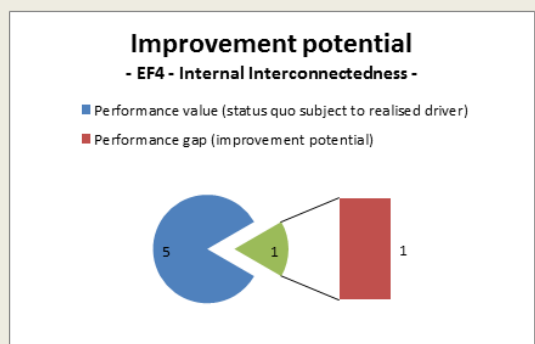 Improvement potential
- EF4 - Internal Interconnectedness -
Performance value (status quo subject to realised driver)
Performance gap (improvement potential)
5
1
1